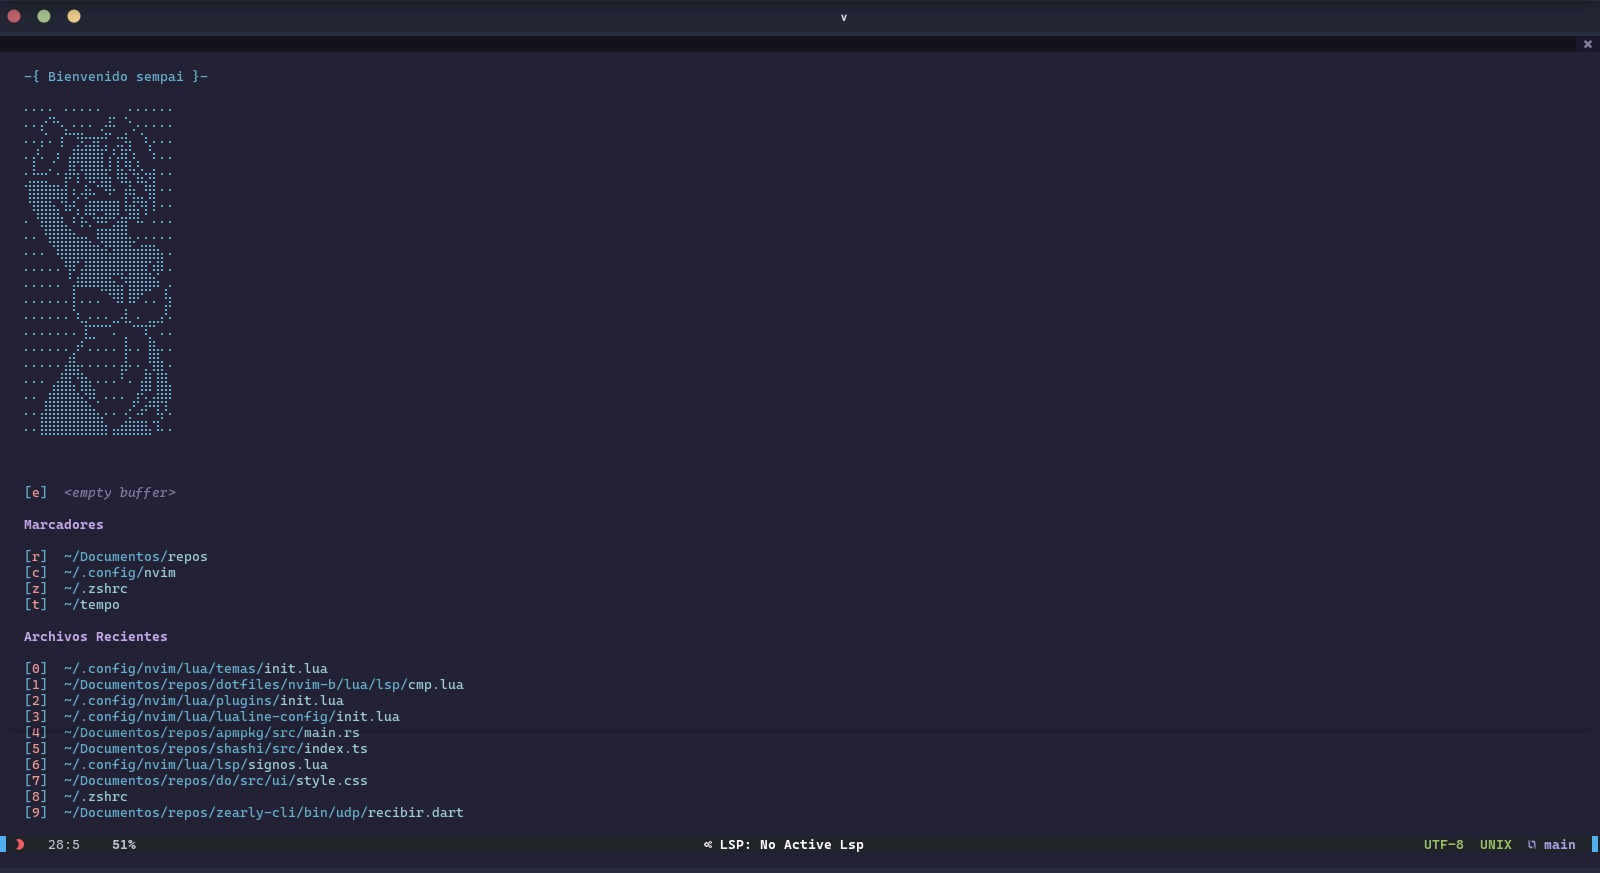 v
✖
-{ Bienvenido sempai }-
[e]  <empty buffer>
Marcadores
[r]  ~/Documentos/repos
[c]  ~/.config/nvim
[z]  ~/.zshrc
[t]  ~/tempo
Archivos Recientes
[0]  ~/.config/nvim/lua/temas/init.lua
[1]  ~/Documentos/repos/dotfiles/nvim-b/lua/lsp/cmp.lua
[2]  ~/.config/nvim/lua/plugins/init.lua
[3]  ~/.config/nvim/lua/lualine-config/init.lua
[4]  ~/Documentos/repos/apmpkg/src/main.rs
[5]  ~/Documentos/repos/shashi/src/index.ts
[6]  ~/.config/nvim/lua/lsp/signos.lua
[7]  ~/Documentos/repos/do/src/ui/style.css
[8]  ~/.zshrc
[9]  ~/Documentos/repos/zearly-cli/bin/udp/recibir.dart
28:5  51%  LSP: No Active Lsp  UTF-8  UNIX  main